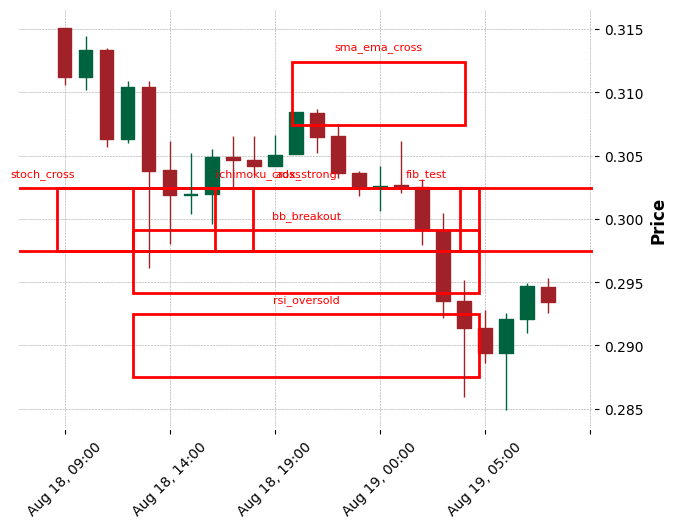 sma_ema_cross
stoch_cross
chimoku_cross
adx_strong
fib_test
bb_breakout
rsi_oversold
0.315
0.310
0.305
0.300
0.295
0.290
0.285
Price
Aug 18, 09:00
Aug 18, 14:00
Aug 18, 19:00
Aug 19, 00:00
Aug 19, 05:00